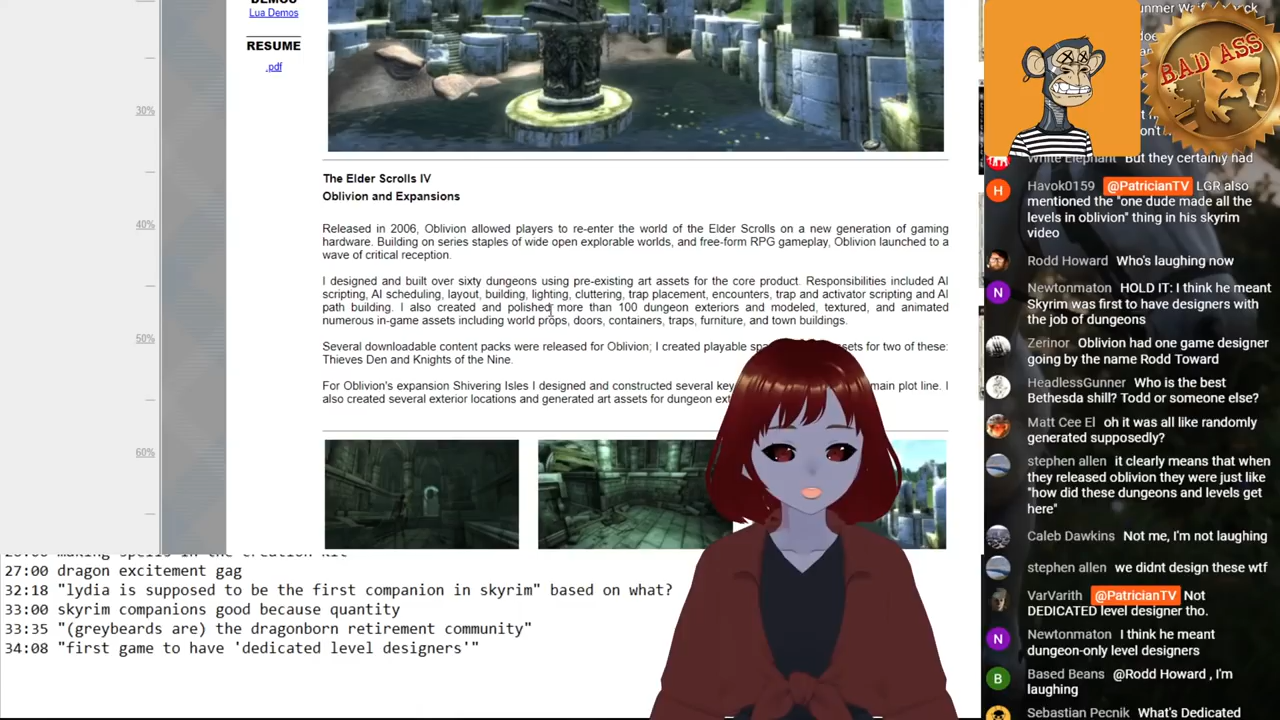 Lua Demos
RESUME
.pdf
30%
40%
50%
60%
The Elder Scrolls IV
Oblivion and Expansions
Released in 2006, Oblivion allowed players to re-enter the world of the Elder Scrolls on a new generation of gaming
hardware. Building on series staples of wide open explorable worlds, and free-form RPG gameplay, Oblivion launched to a
wave of critical reception.
I designed and built over sixty dungeons using pre-existing art assets for the core product. Responsibilities included AI
scripting, AI scheduling, layout, building, lighting, cluttering, trap placement, encounters, trap and activator scripting and AI
path building. I also created and polished more than 100 dungeon exteriors and modeled, textured, and animated
numerous in-game assets including world props, doors, containers, traps, furniture, and town buildings.
Several downloadable content packs were released for Oblivion; I created playable ssets for two of these:
Thieves Den and Knights of the Nine.
For Oblivion's expansion Shivering Isles I designed and constructed several key main plot line. I
also created several exterior locations and generated art assets for dungeon
27:00 dragon excitement gag
32:18 "lydia is supposed to be the first companion in skyrim" based on what?
33:00 skyrim companions good because quantity
33:35 "(greybeards are) the dragonborn retirement community"
34:08 "first game to have 'dedicated level designers'"
BAD ASS
White Elephant But they certainly had
Havok0159 @PatricianTV LGR also
mentioned the "one dude made all the
levels in oblivion" thing in his skyrim
video
Rodd Howard Who's laughing now
Newtonmaton HOLD IT: I think he meant
Skyrim was first to have designers with
the job of dungeons
Zerinor Oblivion had one game designer
going by the name Rodd Toward
HeadlessGunner Who is the best
Bethesda shill? Todd or someone else?
Matt Cee El oh it was all like randomly
generated supposedly?
stephen allen it clearly means that when
they released oblivion they were just like
"how did these dungeons and levels get
here"
Caleb Dawkins Not me, I'm not laughing
stephen allen we didnt design these wtf
VarVarith @PatricianTV Not
DEDICATED level designer tho.
Newtonmaton I think he meant
dungeon-only level designers
Based Beans @Rodd Howard , I'm
laughing
Sebastian Pecnik What's Dedicated